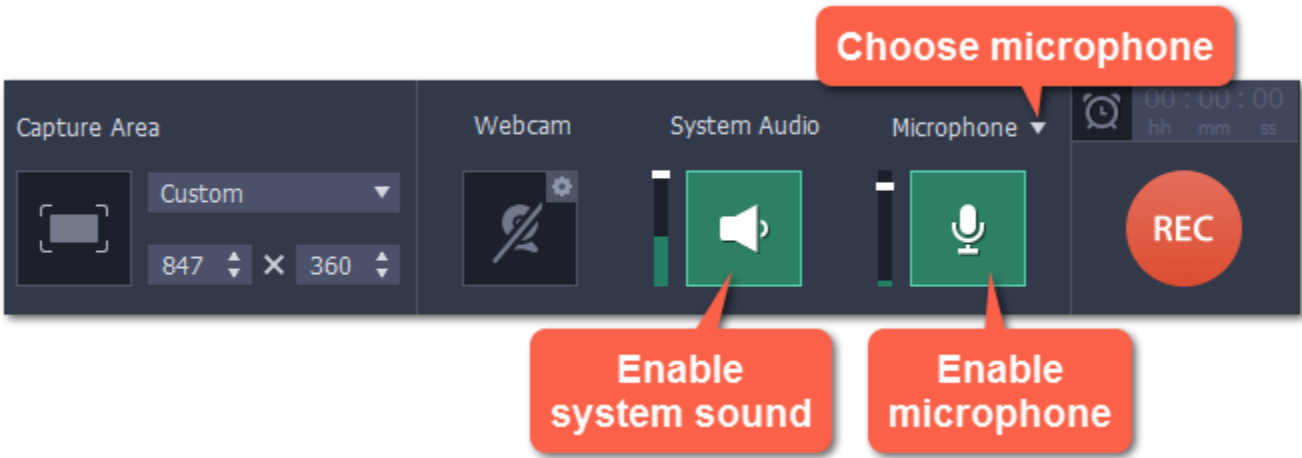 Choose microphone
Capture Area
Webcam
System Audio
Microphone
00 : 00 : 00
hh mm ss
Custom
847 × 360
REC
Enable
system sound
Enable
microphone